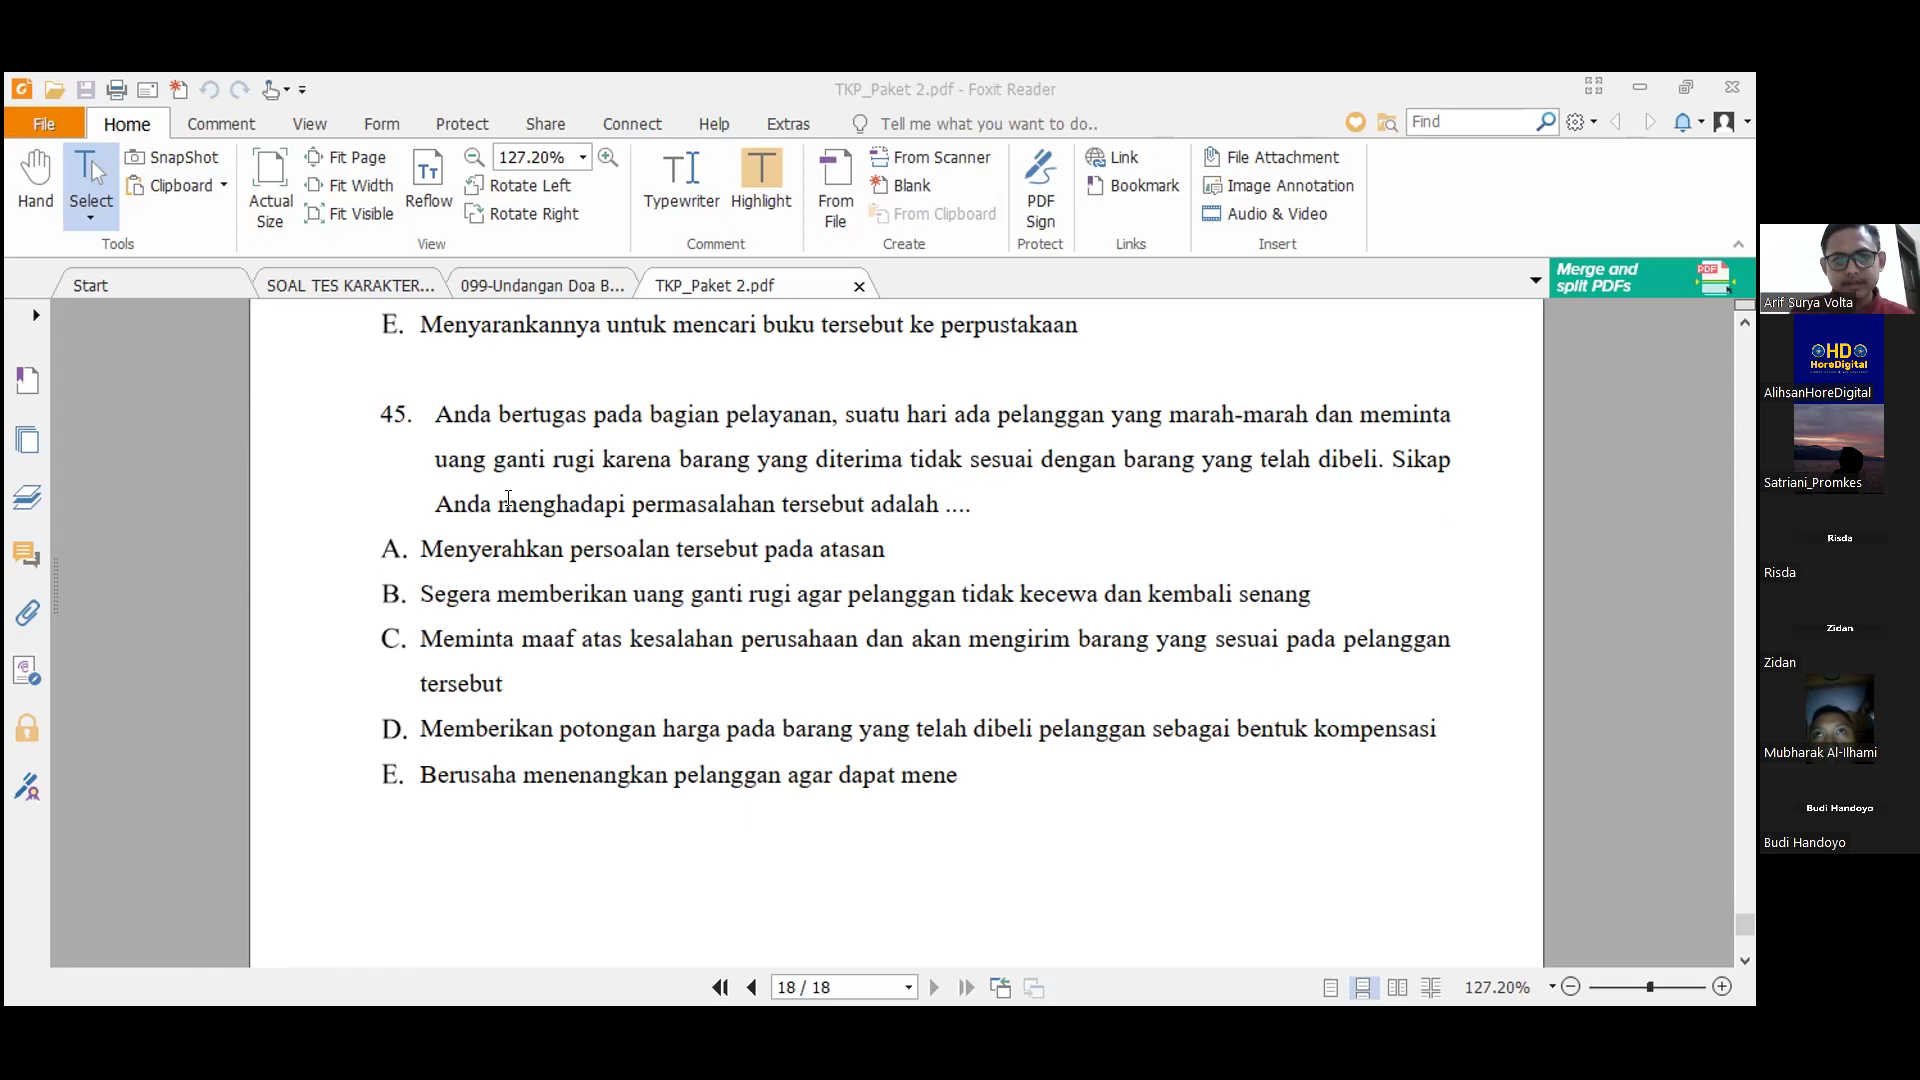 TKP_Paket 2.pdf - Foxit Reader
File Home Comment View Form Protect Share Connect Help Extras Tell me what you want to do.. Find
Hand
Select
SnapShot
Clipboard
Tools
Actual
Size
Fit Page
Fit Width
Fit Visible
Reflow
127.20%
Rotate Left
Rotate Right
View
Typewriter
Highlight
Comment
From
File
From Scanner
Blank
From Clipboard
Create
PDF
Sign
Protect
Link
Bookmark
Links
File Attachment
Image Annotation
Audio & Video
Insert
Start
SOAL TES KARAKTER...
099-Undangan Doa B...
TKP_Paket 2.pdf
Merge and
split PDFs
PDF
E. Menyarankannya untuk mencari buku tersebut ke perpustakaan
45. Anda bertugas pada bagian pelayanan, suatu hari ada pelanggan yang marah-marah dan meminta
uang ganti rugi karena barang yang diterima tidak sesuai dengan barang yang telah dibeli. Sikap
Anda menghadapi permasalahan tersebut adalah ....
A. Menyerahkan persoalan tersebut pada atasan
B. Segera memberikan uang ganti rugi agar pelanggan tidak kecewa dan kembali senang
C. Meminta maaf atas kesalahan perusahaan dan akan mengirim barang yang sesuai pada pelanggan
tersebut
D. Memberikan potongan harga pada barang yang telah dibeli pelanggan sebagai bentuk kompensasi
E. Berusaha menenangkan pelanggan agar dapat mene
18 / 18
127.20%
Arif Surya Volta
HD
HoreDigital
AlihsanHoreDigital
Satriani_Promkes
Risda
Risda
Zidan
Zidan
Mubharak Al-Ilhami
Budi Handoyo
Budi Handoyo